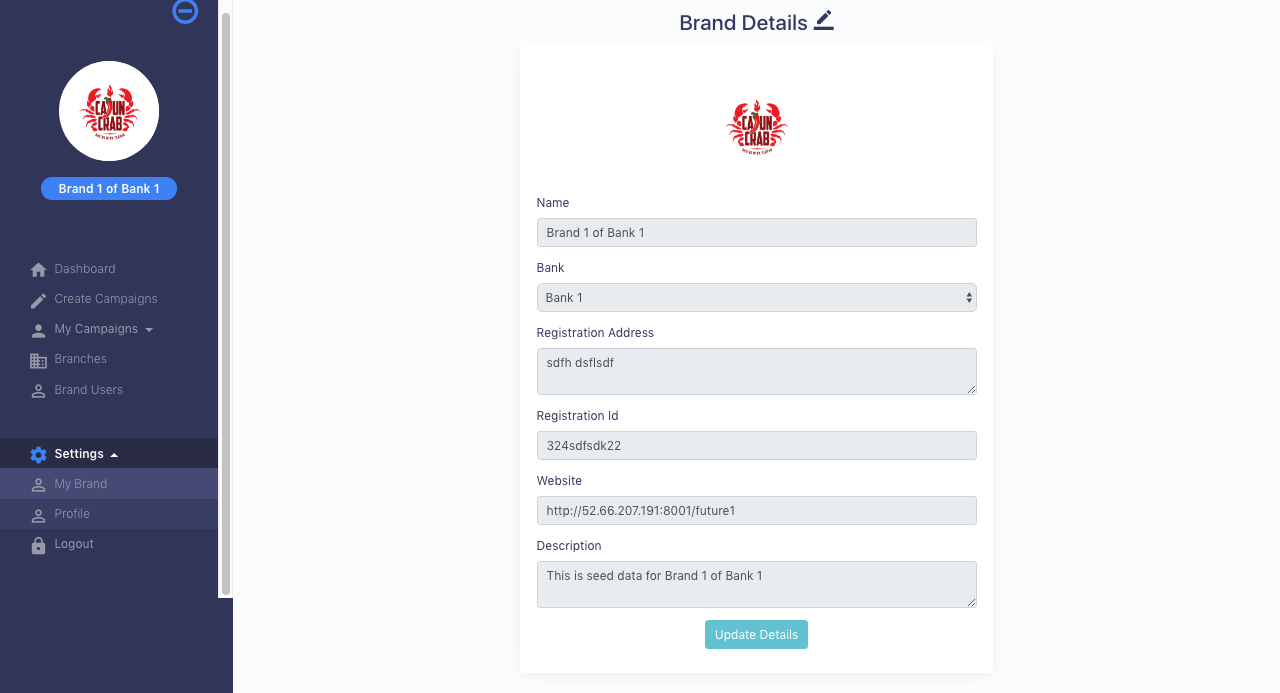 Brand Details
CAJUN
CRAB
Brand 1 of Bank 1
Dashboard
Create Campaigns
My Campaigns
Branches
Brand Users
Settings
My Brand
Profile
Logout
CAJUN
CRAB
Name
Brand 1 of Bank 1
Bank
Bank 1
Registration Address
sdfh dsflsdf
Registration Id
324sdfsdk22
Website
http://52.66.207.191:8001/future1
Description
This is seed data for Brand 1 of Bank 1
Update Details